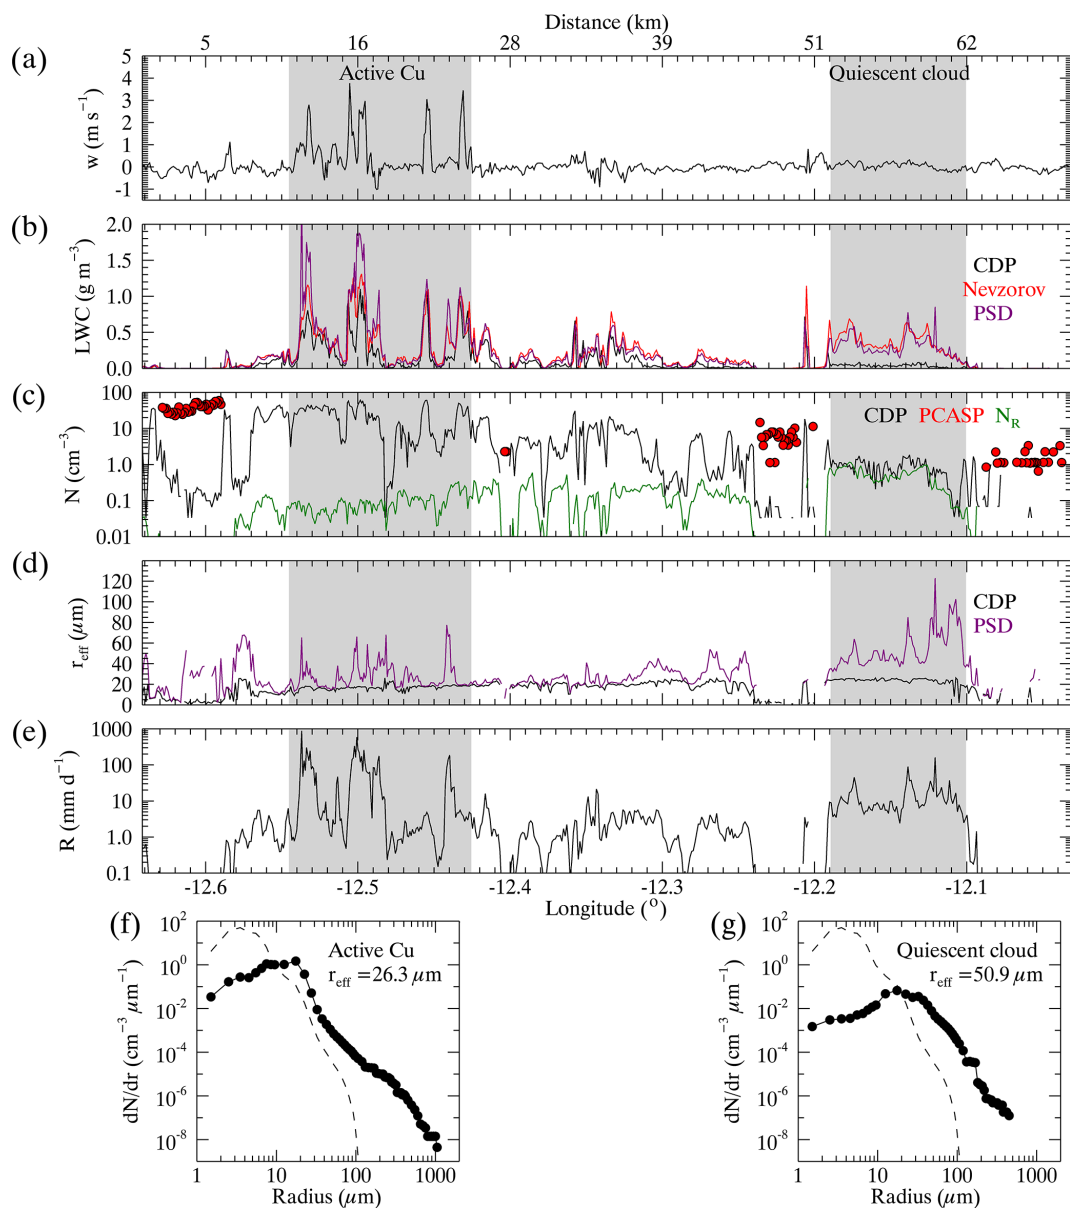 Distance (km)
5 16 28 39 51 62
(a)
Active Cu
Quiescent cloud
5
4
3
2
1
0
-1
w (m s⁻¹)
(b)
2.0
1.5
1.0
0.5
0.0
LWC (g m⁻³)
CDP
Nevzorov
PSD
(c)
100
10
1.0
0.1
0.01
N (cm⁻³)
CDP PCASP N_R
(d)
120
100
80
60
40
20
0
r_eff (μm)
CDP
PSD
(e)
1000
100
10
1.0
0.1
R (mm d⁻¹)
-12.6 -12.5 -12.4 -12.3 -12.2 -12.1
Longitude (°)
(f)
10²
10⁰
10⁻²
10⁻⁴
10⁻⁶
10⁻⁸
dN/dr (cm⁻³ μm⁻¹)
Active Cu
r_eff =26.3 μm
1 10 100 1000
Radius (μm)
(g)
10²
10⁰
10⁻²
10⁻⁴
10⁻⁶
10⁻⁸
dN/dr (cm⁻³ μm⁻¹)
Quiescent cloud
r_eff =50.9 μm
1 10 100 1000
Radius (μm)